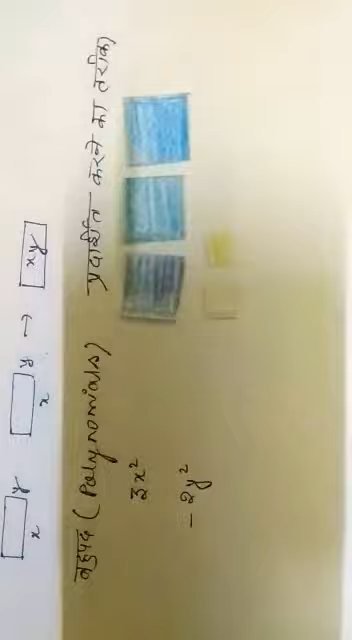 y y
x x → xy
बहुपद (Polynomials) प्रदर्शित करने का तरीका
3x²
-2y²